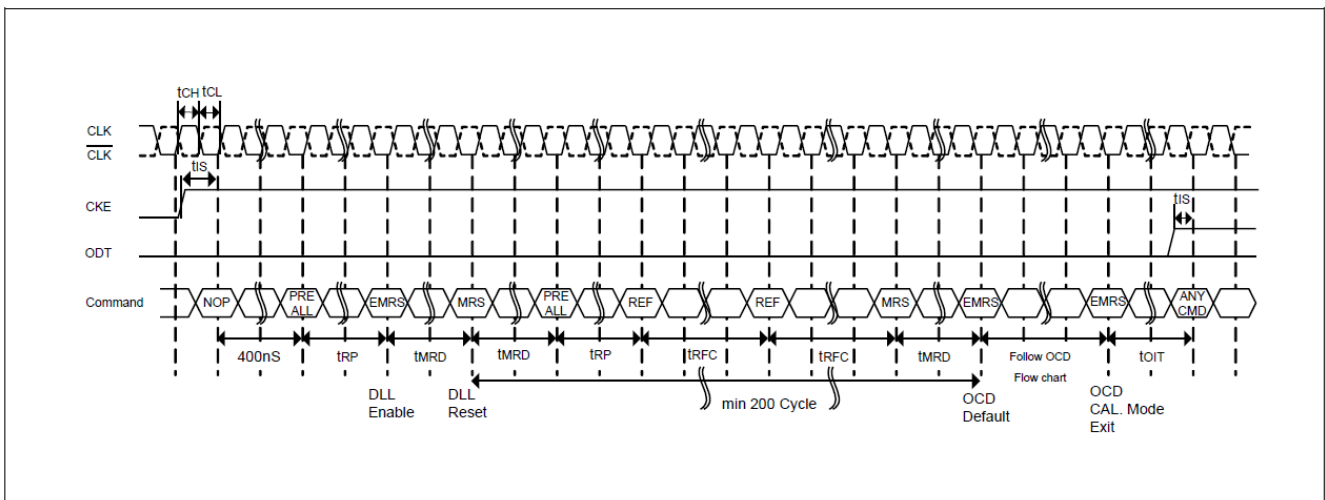 tCH tCL
CLK
CLK
tIS
CKE
tIS
ODT
Command NOP PRE ALL EMRS MRS PRE ALL REF REF MRS EMRS EMRS ANY CMD
400nS tRP tMRD tMRD tRP tRFC tRFC tMRD Follow OCD Flow chart tOIT
DLL Enable
DLL Reset
min 200 Cycle
OCD Default
OCD CAL. Mode Exit